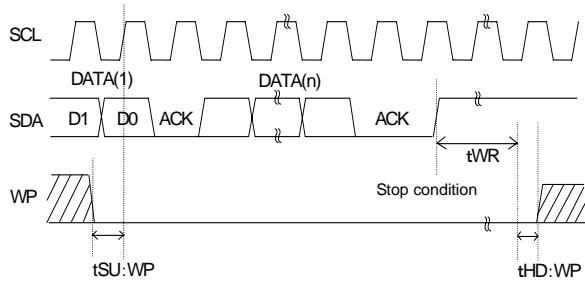 SCL
DATA(1) DATA(n)
SDA D1 D0 ACK ACK
tWR
Stop condition
WP
tSU:WP tHD:WP